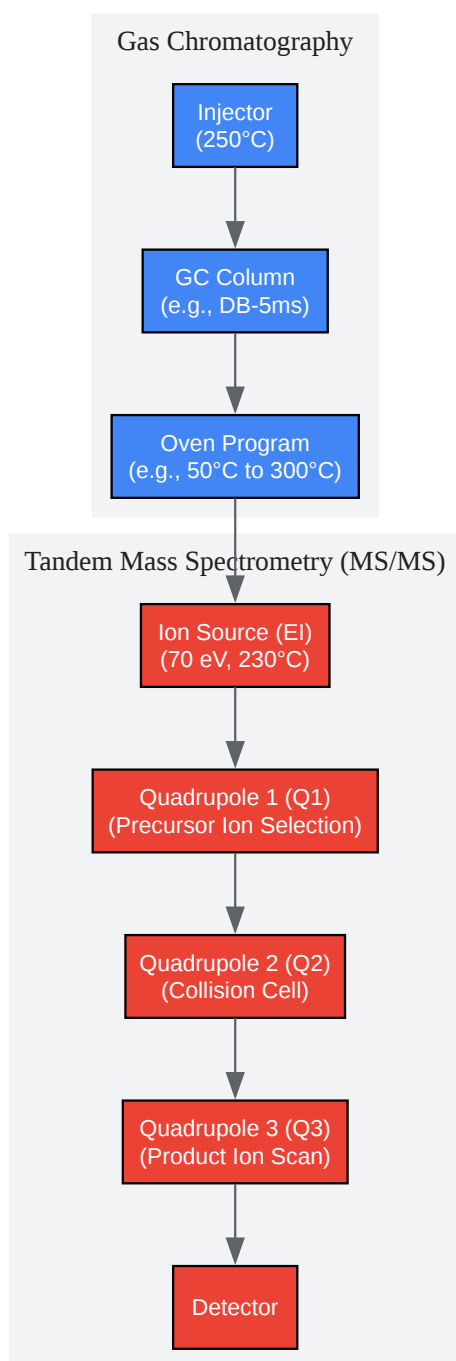 Gas Chromatography
Injector
(250°C)
GC Column
(e.g., DB-5ms)
Oven Program
(e.g., 50°C to 300°C)
Tandem Mass Spectrometry (MS/MS)
Ion Source (EI)
(70 eV, 230°C)
Quadrupole 1 (Q1)
(Precursor Ion Selection)
Quadrupole 2 (Q2)
(Collision Cell)
Quadrupole 3 (Q3)
(Product Ion Scan)
Detector